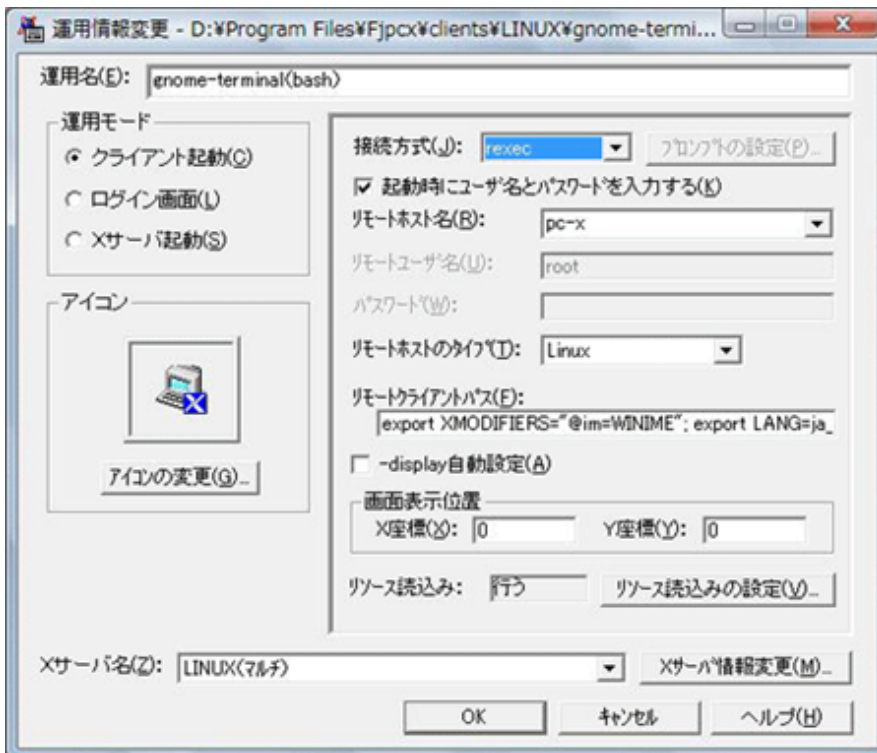 運用情報変更 - D:¥Program Files¥Fjpcx¥clients¥LINUX¥gnome-termi...
運用名(E): gnome-terminal(bash)
運用モード
クライアント起動(C)
ログイン画面(L)
Xサーバ起動(S)
アイコン
アイコンの変更(G)...
接続方式(J): rexec プロンプトの設定(P)...
起動時にユーザ名とパスワードを入力する(K)
リモートホスト名(R): pc-x
リモートユーザ名(U): root
パスワード(W):
リモートホストのタイプ(T): Linux
リモートクライアントパス(F):
export XMODIFIERS="@im=WINIME"; export LANG=ja_
-display自動設定(A)
画面表示位置
X座標(X): 0 Y座標(Y): 0
リソース読込み: 行う リソース読込みの設定(V)...
Xサーバ名(Z): LINUX(マルチ) Xサーバ情報変更(M)...
OK キャンセル ヘルプ(H)